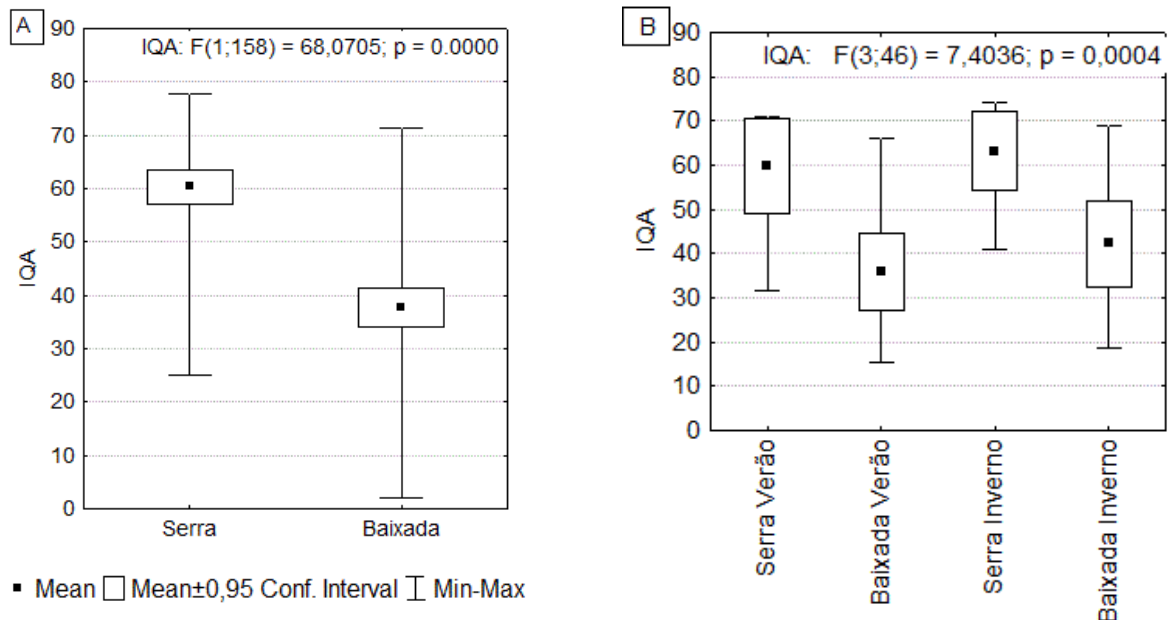 A
IQA: F(1;158) = 68,0705; p = 0.0000
90
80
70
60
50
40
30
20
10
0
IQA
Serra
Baixada
▪ Mean □ Mean±0,95 Conf. Interval ⌶ Min-Max
B
IQA: F(3;46) = 7,4036; p = 0,0004
90
80
70
60
50
40
30
20
10
0
IQA
Serra Verão
Baixada Verão
Serra Inverno
Baixada Inverno